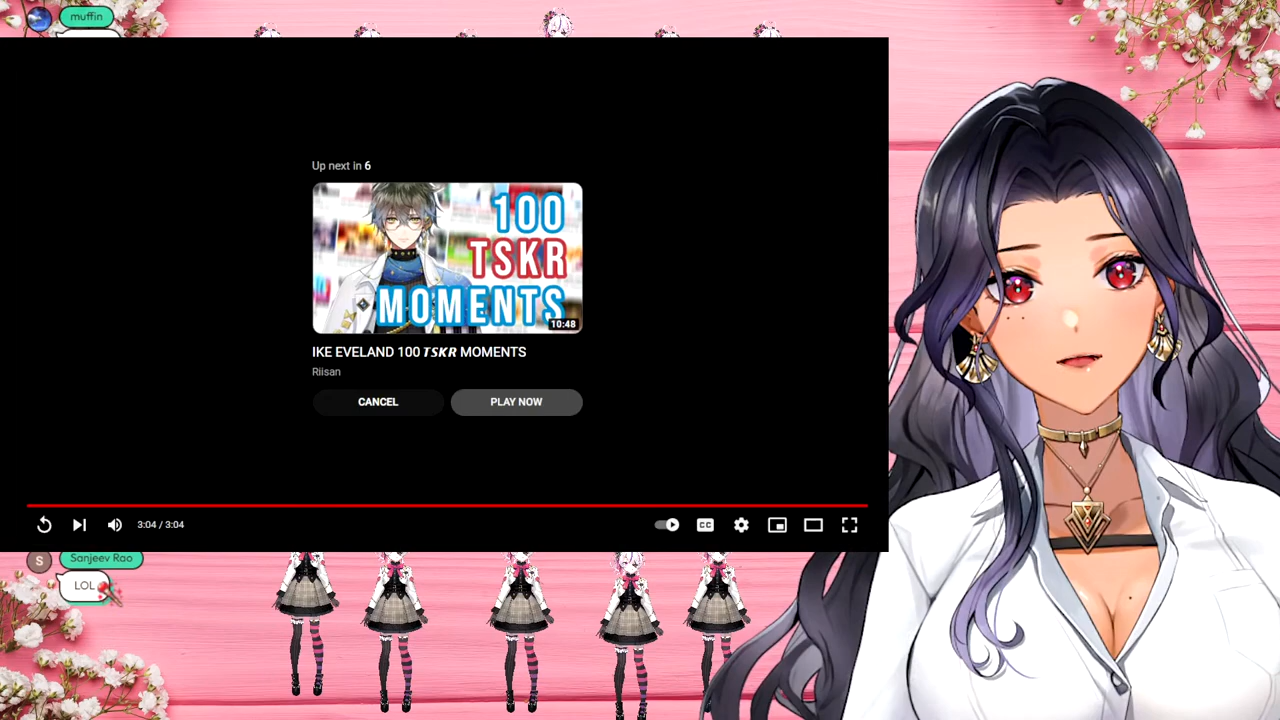 muffin
Up next in 6
100
TSKR
MOMENTS
10:48
IKE EVELAND 100 TSKR MOMENTS
Riisan
CANCEL
PLAY NOW
3:04 / 3:04
CC
S
Sanjeev Rao
LOL